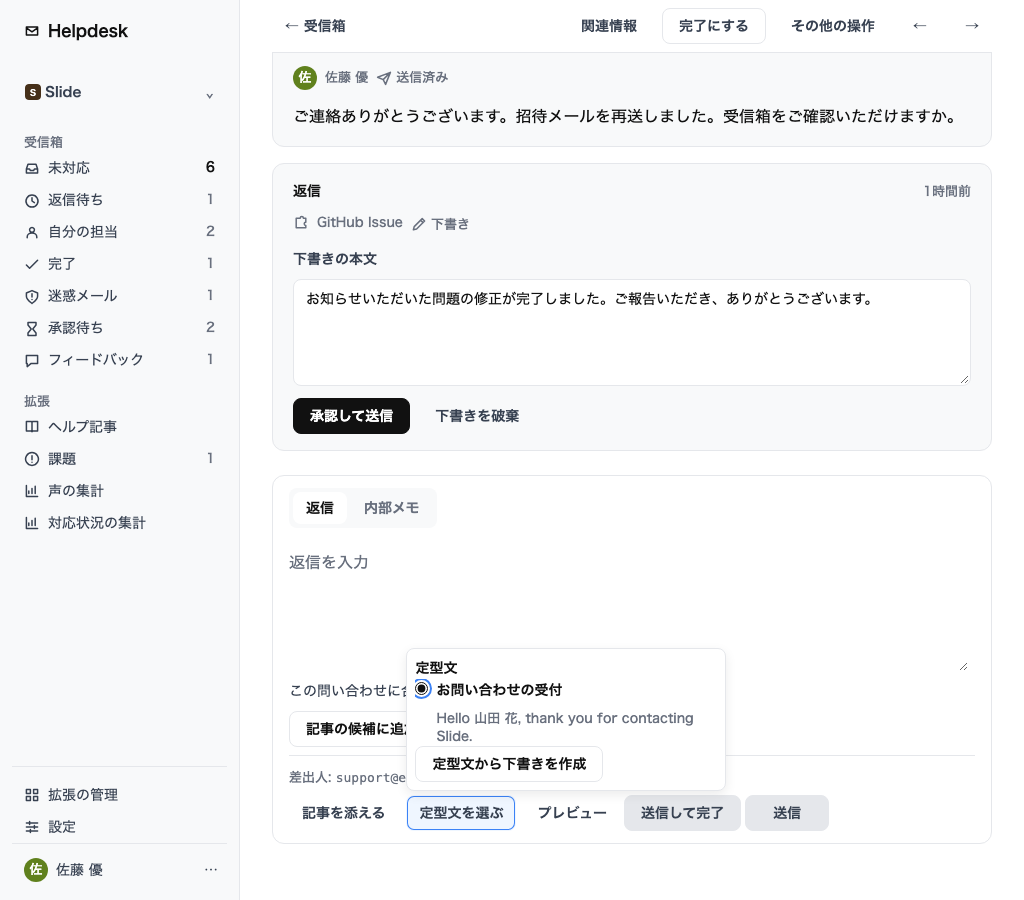 Helpdesk
S Slide
受信箱
未対応 6
返信待ち 1
自分の担当 2
完了 1
迷惑メール 1
承認待ち 2
フィードバック 1
拡張
ヘルプ記事
課題 1
声の集計
対応状況の集計
拡張の管理
設定
佐 佐藤 優 …
← 受信箱 関連情報 完了にする その他の操作 ← →
佐 佐藤 優 送信済み
ご連絡ありがとうございます。招待メールを再送しました。受信箱をご確認いただけますか。
返信 1時間前
GitHub Issue 下書き
下書きの本文
お知らせいただいた問題の修正が完了しました。ご報告いただき、ありがとうございます。
承認して送信 下書きを破棄
返信 内部メモ
返信を入力
この問い合わせに
記事の候補に追
定型文
お問い合わせの受付
Hello 山田 花, thank you for contacting
Slide.
定型文から下書きを作成
差出人: support@e
記事を添える 定型文を選ぶ プレビュー 送信して完了 送信